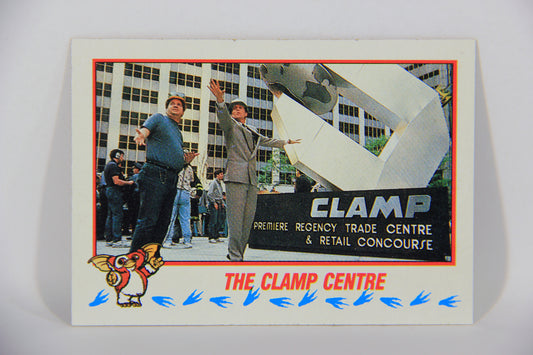 CLAMP
PREMIERE REGENCY TRADE CENTRE
& RETAIL CONCOURSE
THE CLAMP CENTRE